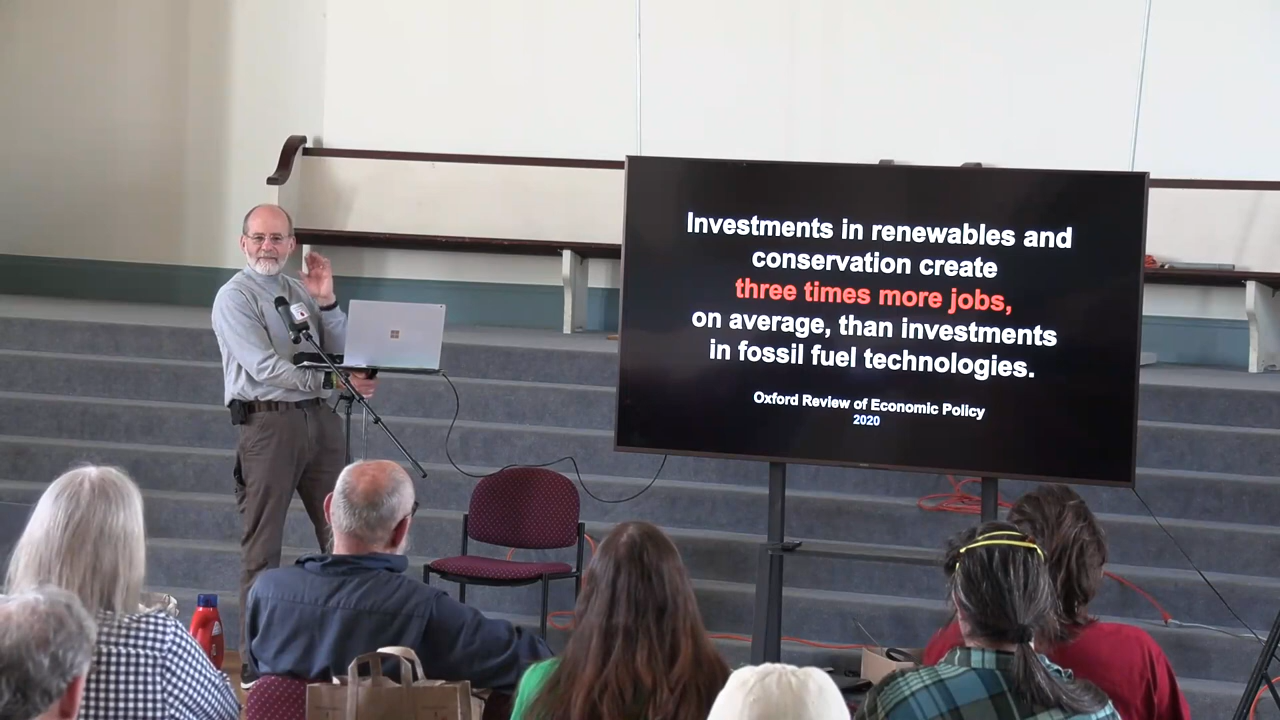 Investments in renewables and
conservation create
three times more jobs,
on average, than investments
in fossil fuel technologies.
Oxford Review of Economic Policy
2020